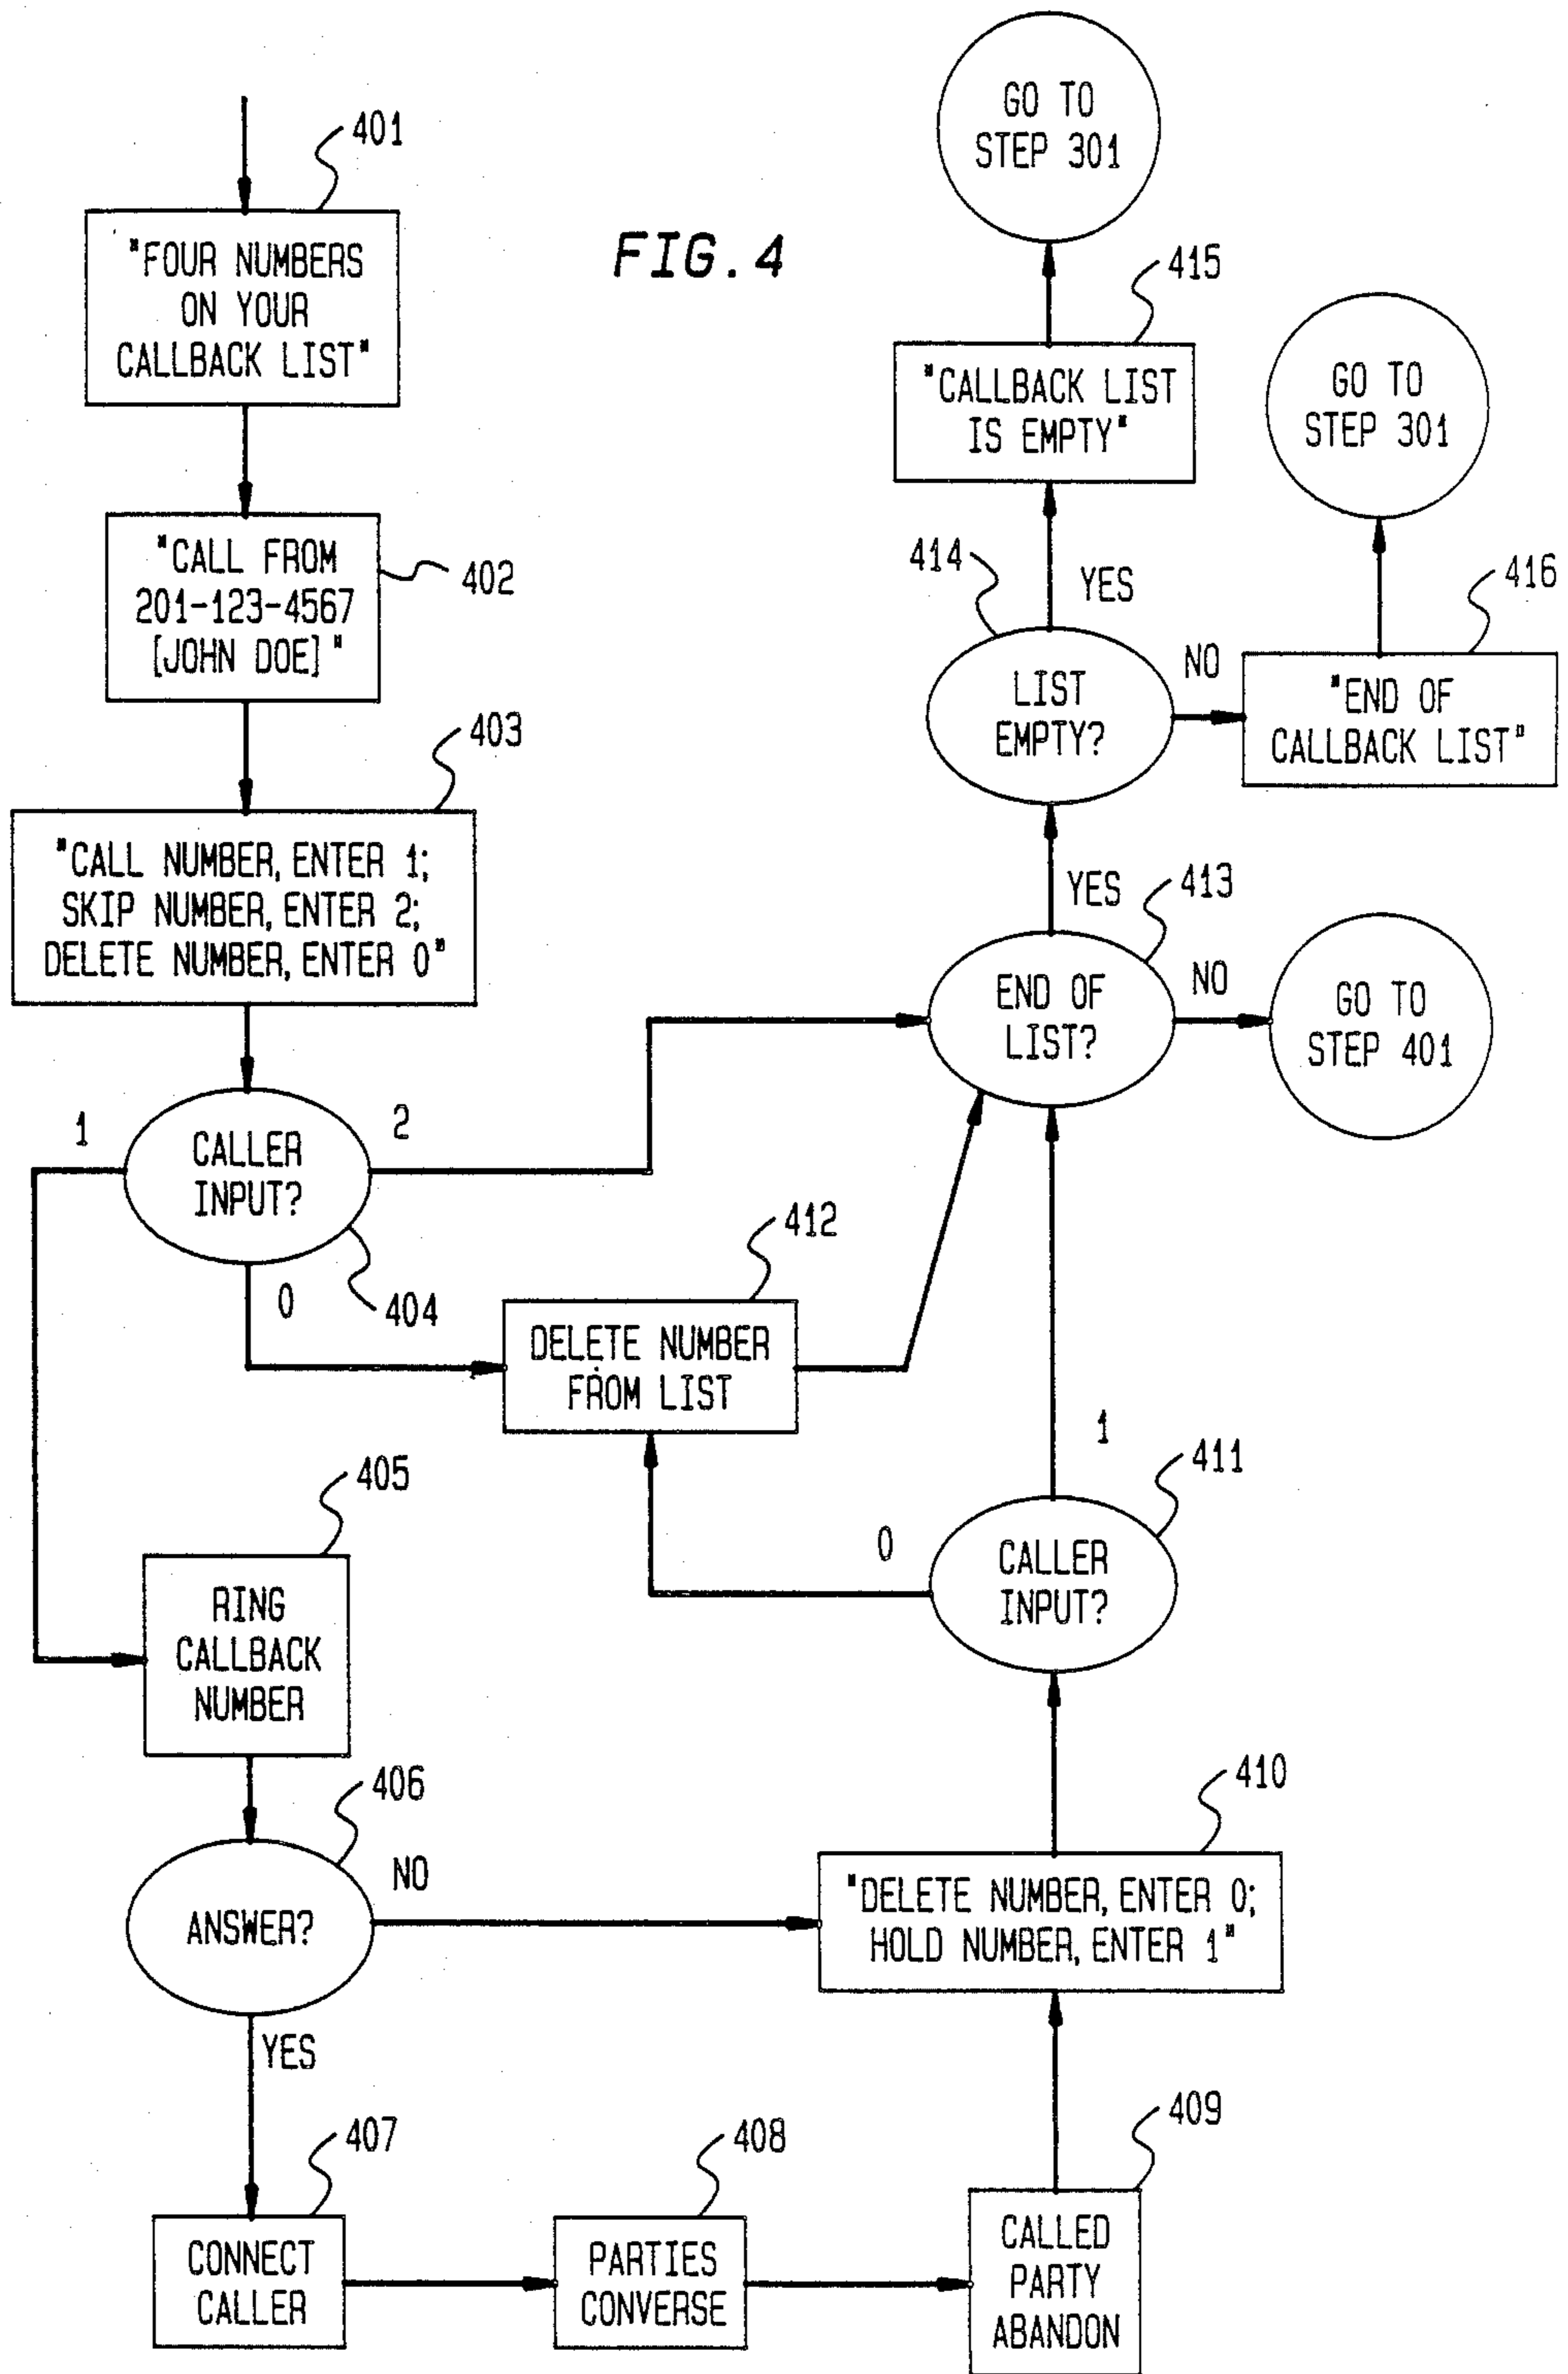 FIG. 4
401
"FOUR NUMBERS
ON YOUR
CALLBACK LIST"
"CALL FROM
201-123-4567
[JOHN DOE]"
402
403
"CALL NUMBER, ENTER 1;
SKIP NUMBER, ENTER 2;
DELETE NUMBER, ENTER 0"
1
CALLER
INPUT?
2
0
404
405
RING
CALLBACK
NUMBER
406
ANSWER?
NO
YES
407
CONNECT
CALLER
408
PARTIES
CONVERSE
409
CALLED
PARTY
ABANDON
410
"DELETE NUMBER, ENTER 0;
HOLD NUMBER, ENTER 1"
411
CALLER
INPUT?
0
1
412
DELETE NUMBER
FROM LIST
413
END OF
LIST?
NO
GO TO
STEP 401
YES
414
LIST
EMPTY?
NO
416
"END OF
CALLBACK LIST"
GO TO
STEP 301
YES
415
"CALLBACK LIST
IS EMPTY"
GO TO
STEP 301